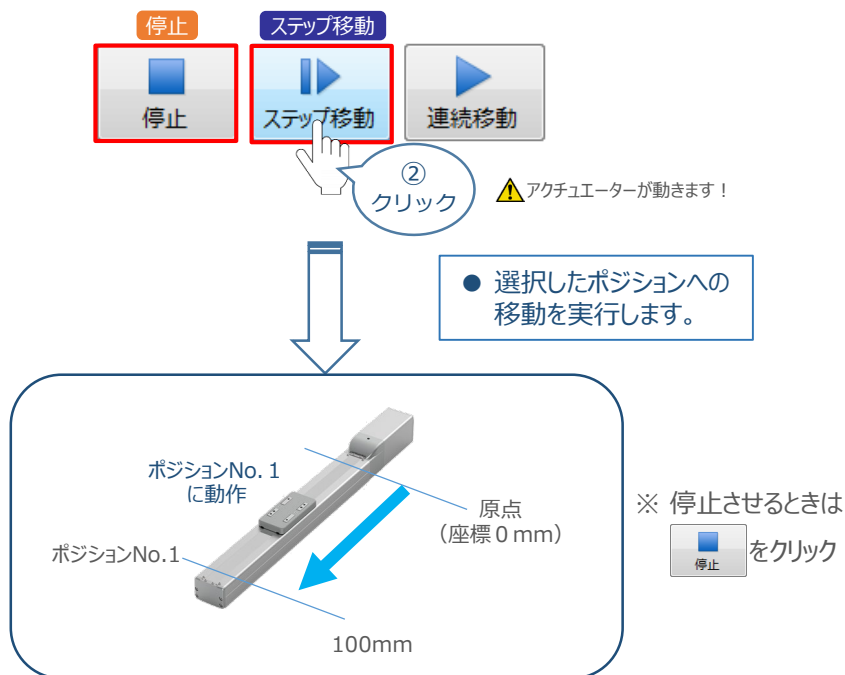 停止
ステップ移動
停止
ステップ移動
連続移動
②
クリック
アクチュエーターが動きます！
● 選択したポジションへの
移動を実行します。
ポジションNo.1
に動作
原点
（座標０mm）
ポジションNo.1
100mm
※ 停止させるときは
停止
をクリック